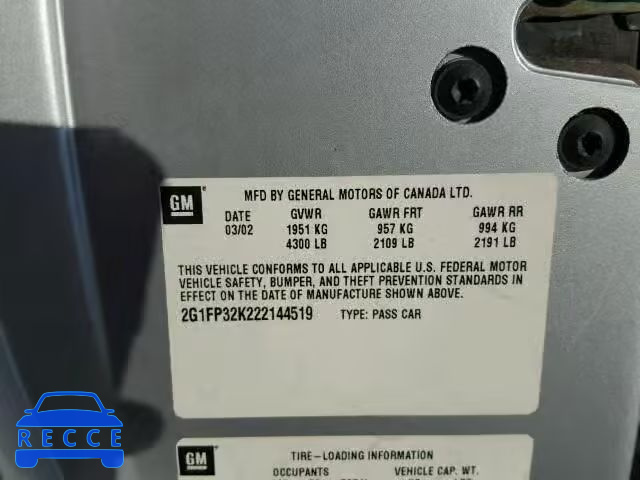 GM
MFD BY GENERAL MOTORS OF CANADA LTD.
DATE GVWR GAWR FRT GAWR RR
03/02 1951 KG 957 KG 994 KG
4300 LB 2109 LB 2191 LB
THIS VEHICLE CONFORMS TO ALL APPLICABLE U.S. FEDERAL MOTOR
VEHICLE SAFETY, BUMPER, AND THEFT PREVENTION STANDARDS IN
EFFECT ON THE DATE OF MANUFACTURE SHOWN ABOVE.
2G1FP32K222144519 TYPE: PASS CAR
GM
TIRE-LOADING INFORMATION
OCCUPANTS VEHICLE CAP. WT.
RECCE